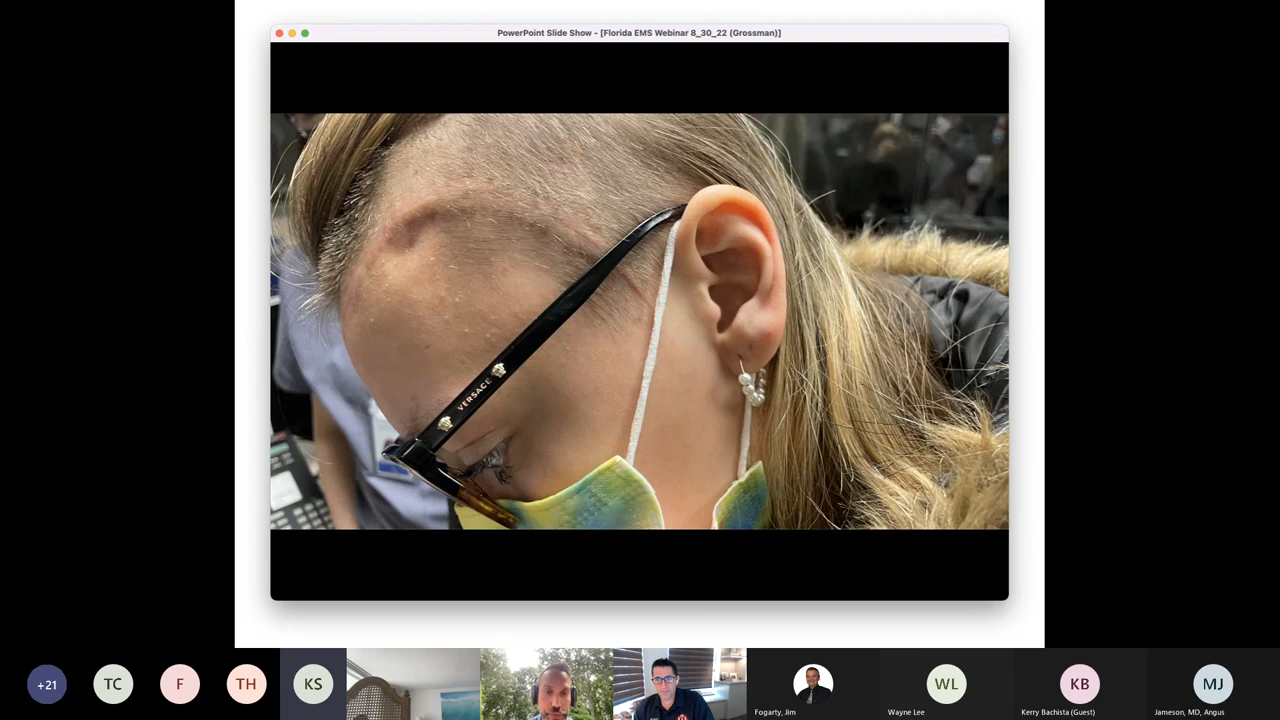 PowerPoint Slide Show - [Florida EMS Webinar 8_30_22 (Grossman)]
VERSACE
+21
TC
F
TH
KS
WL
KB
MJ
Fogarty, Jim
Wayne Lee
Kerry Bachista (Guest)
Jameson, MD, Angus